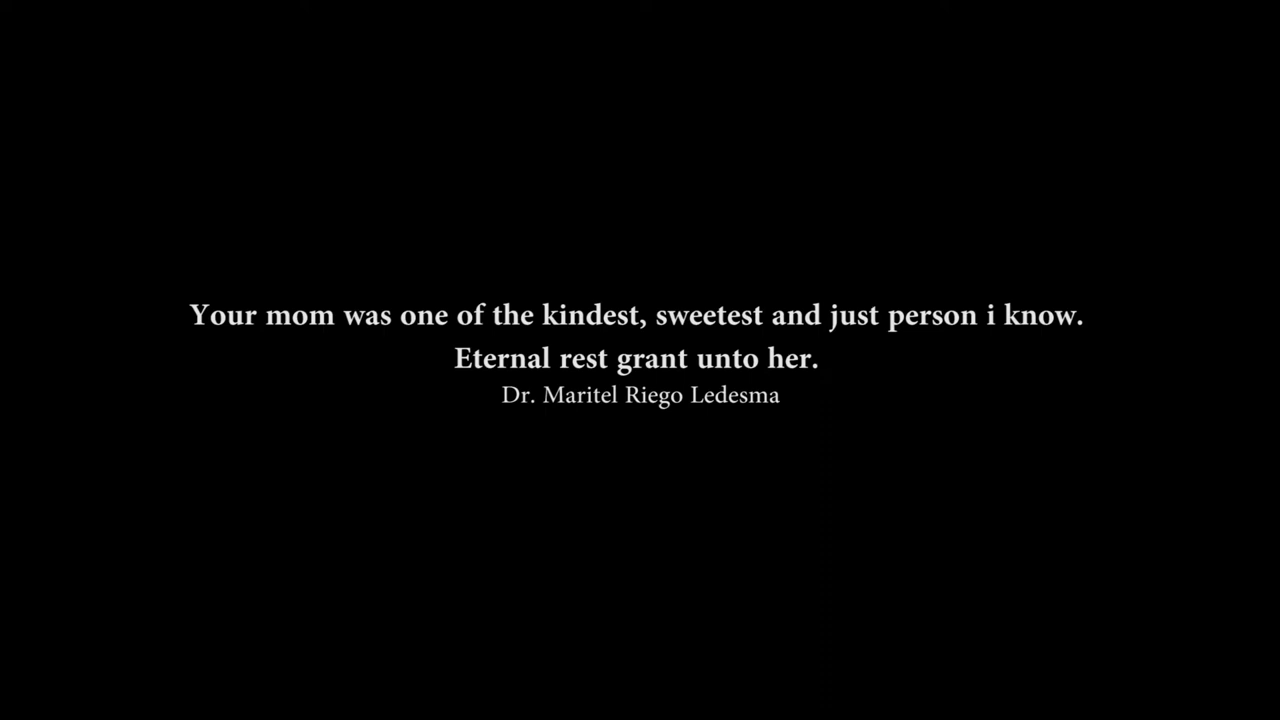 Your mom was one of the kindest, sweetest and just person i know.
Eternal rest grant unto her.
Dr. Maritel Riego Ledesma